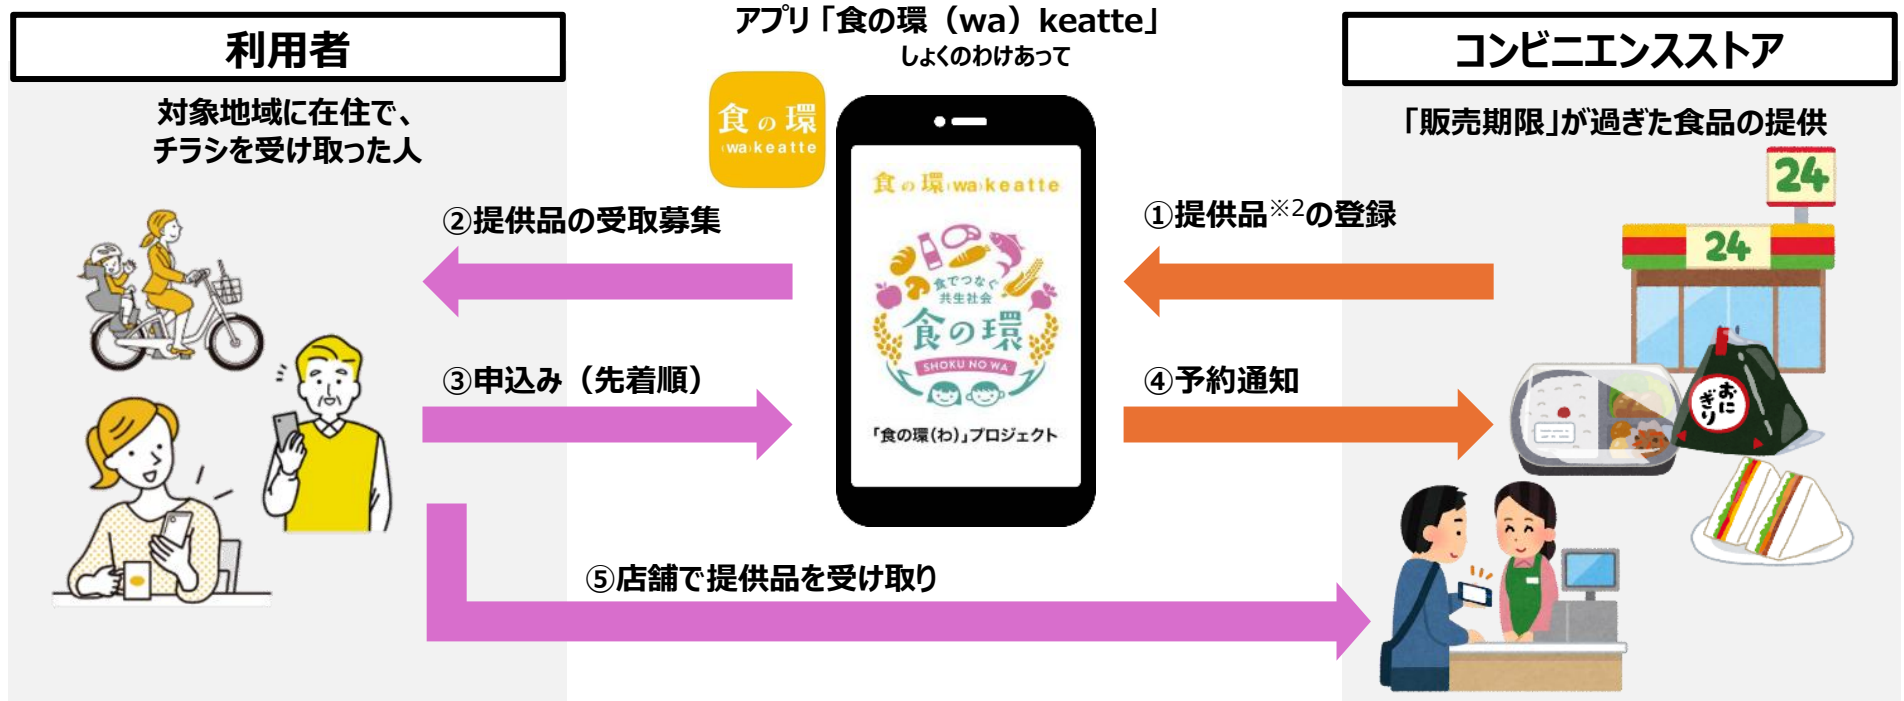 アプリ「食の環（wa）keatte」
しょくのわけあって
利用者
対象地域に在住で、
チラシを受け取った人
食の環
(wa)keatte
コンビニエンスストア
「販売期限」が過ぎた食品の提供
24
24
食の環(wa)keatte
食でつなぐ
共生社会
食の環
SHOKU NO WA
「食の環(わ)」プロジェクト
②提供品の受取募集
①提供品※2の登録
③申込み（先着順）
④予約通知
おに
ぎり
⑤店舗で提供品を受け取り